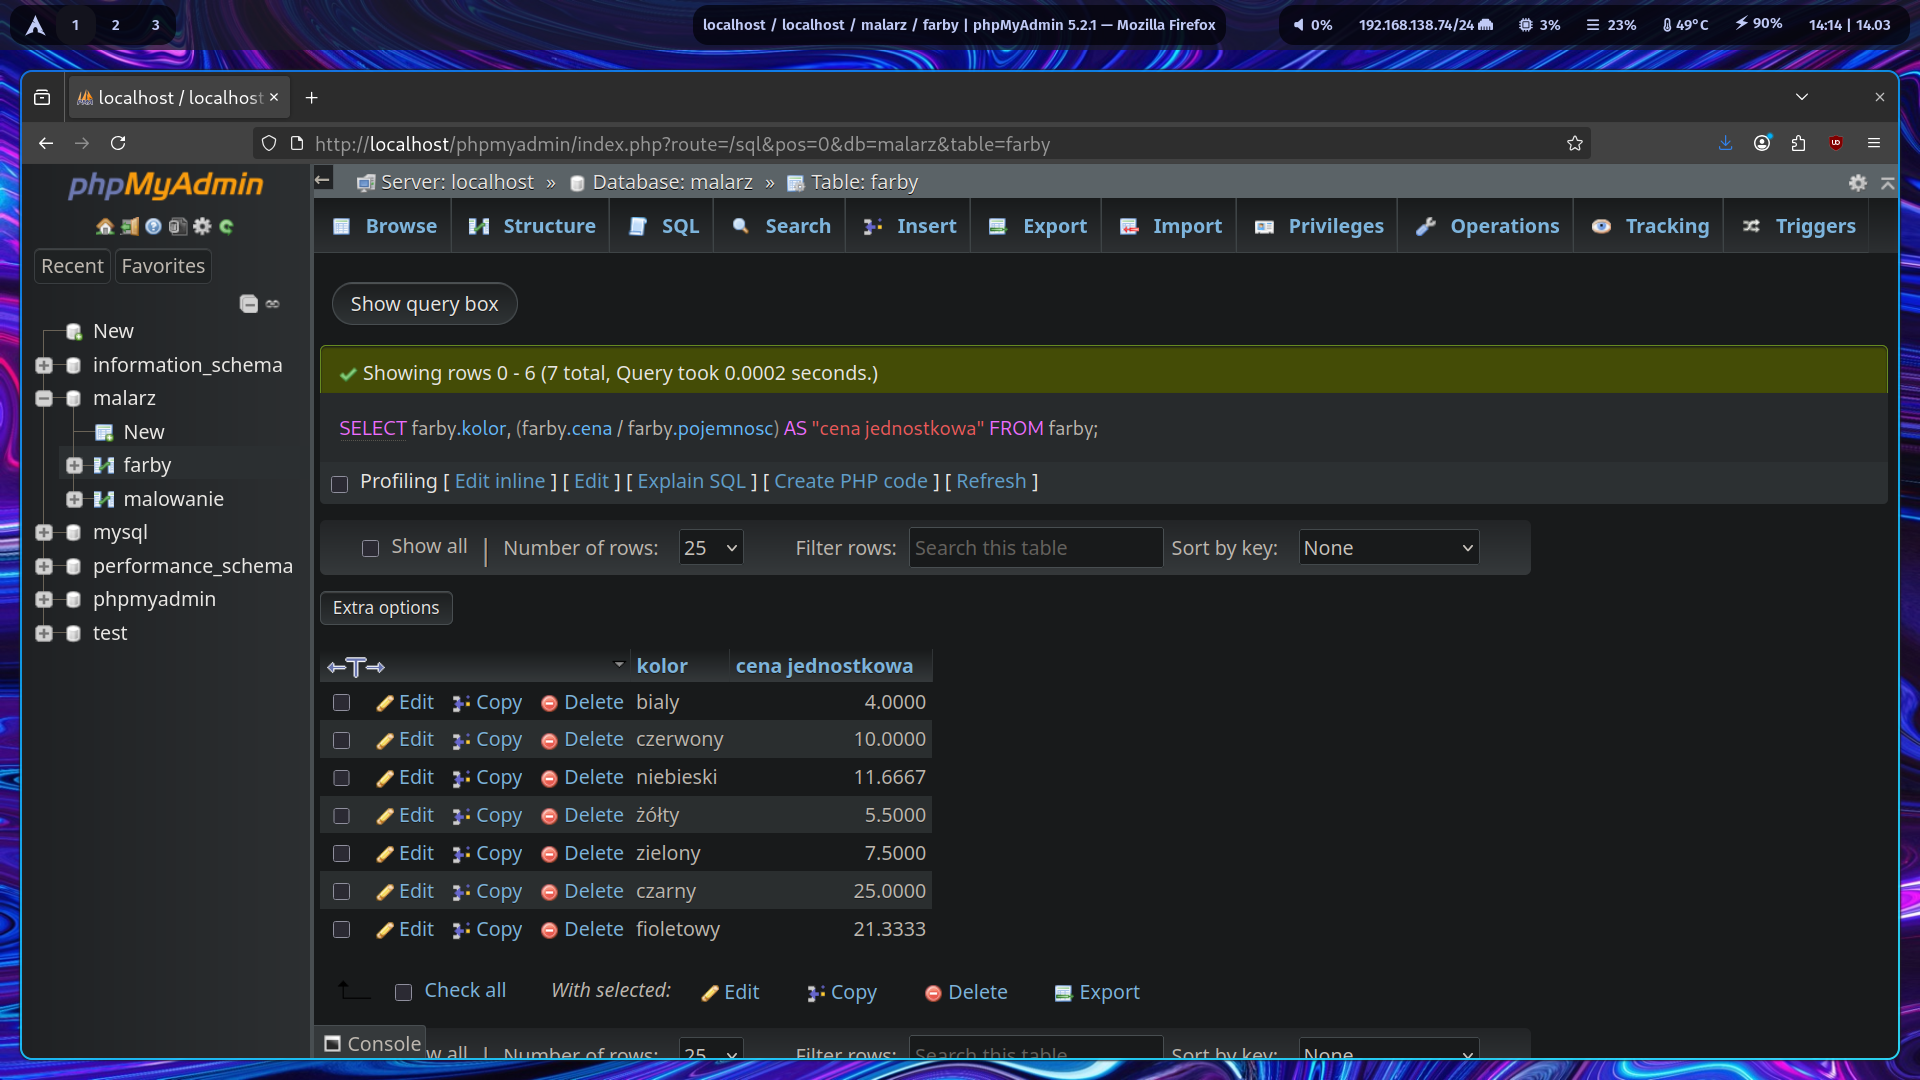 1 2 3 localhost / localhost / malarz / farby | phpMyAdmin 5.2.1 — Mozilla Firefox 0% 192.168.138.74/24 3% 23% 49°C 90% 14:14 | 14.03
localhost / localhost
http://localhost/phpmyadmin/index.php?route=/sql&pos=0&db=malarz&table=farby
phpMyAdmin
Recent Favorites
New
information_schema
malarz
New
farby
malowanie
mysql
performance_schema
phpmyadmin
test
Server: localhost » Database: malarz » Table: farby
Browse Structure SQL Search Insert Export Import Privileges Operations Tracking Triggers
Show query box
Showing rows 0 - 6 (7 total, Query took 0.0002 seconds.)
SELECT farby.kolor, (farby.cena / farby.pojemnosc) AS "cena jednostkowa" FROM farby;
Profiling [ Edit inline ] [ Edit ] [ Explain SQL ] [ Create PHP code ] [ Refresh ]
Show all | Number of rows: 25 Filter rows: Search this table Sort by key: None
Extra options
kolor cena jednostkowa
Edit Copy Delete bialy 4.0000
Edit Copy Delete czerwony 10.0000
Edit Copy Delete niebieski 11.6667
Edit Copy Delete żółty 5.5000
Edit Copy Delete zielony 7.5000
Edit Copy Delete czarny 25.0000
Edit Copy Delete fioletowy 21.3333
Check all With selected: Edit Copy Delete Export
Console
w all | Number of rows: 25 Filter rows: Search this table Sort by key: None